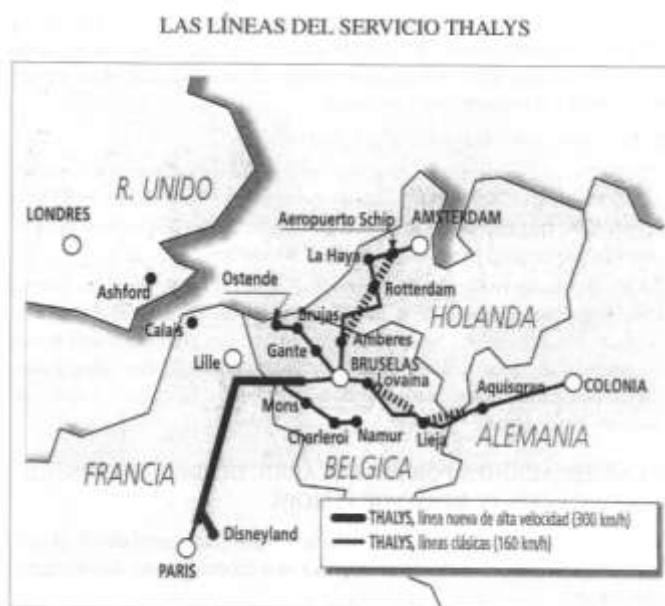 LAS LÍNEAS DEL SERVICIO THALYS
R. UNIDO
LONDRES
Aeropuerto Schip
AMSTERDAM
La Haya
Ashford
Ostende
Rotterdam
Calais
Brujas
HOLANDA
Amberes
Lille
Gante
BRUSELAS
Lovaina
Aquisgran
COLONIA
Mons
Charleroi
Namur
Lieja
ALEMANIA
FRANCIA
BELGICA
THALYS, línea nueva de alta velocidad (300 km/h)
THALYS, líneas clásicas (160 km/h)
Disneyland
PARIS